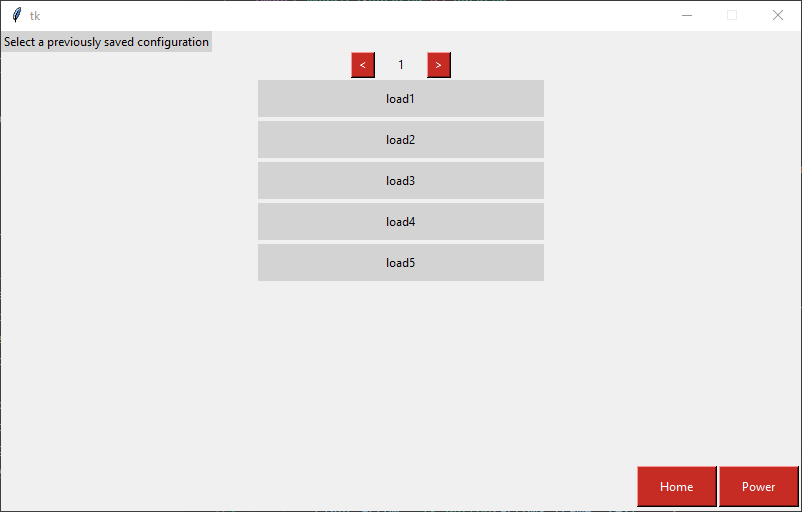 tk
Select a previously saved configuration
< 1 >
load1
load2
load3
load4
load5
Home Power